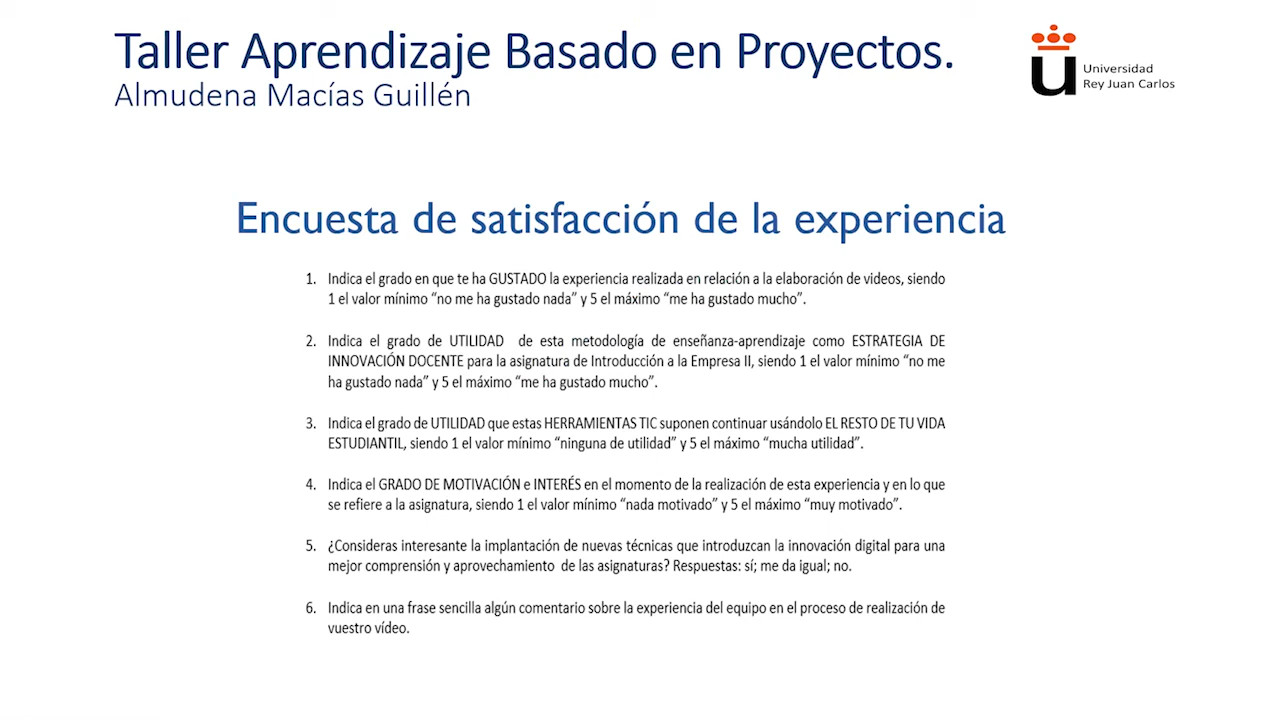 Taller Aprendizaje Basado en Proyectos.
Almudena Macías Guillén
Universidad
Rey Juan Carlos
Encuesta de satisfacción de la experiencia
1. Indica el grado en que te ha GUSTADO la experiencia realizada en relación a la elaboración de videos, siendo
1 el valor mínimo “no me ha gustado nada” y 5 el máximo “me ha gustado mucho”.
2. Indica el grado de UTILIDAD de esta metodología de enseñanza-aprendizaje como ESTRATEGIA DE
INNOVACIÓN DOCENTE para la asignatura de Introducción a la Empresa II, siendo 1 el valor mínimo “no me
ha gustado nada” y 5 el máximo “me ha gustado mucho”.
3. Indica el grado de UTILIDAD que estas HERRAMIENTAS TIC suponen continuar usándolo EL RESTO DE TU VIDA
ESTUDIANTIL, siendo 1 el valor mínimo “ninguna de utilidad” y 5 el máximo “mucha utilidad”.
4. Indica el GRADO DE MOTIVACIÓN e INTERÉS en el momento de la realización de esta experiencia y en lo que
se refiere a la asignatura, siendo 1 el valor mínimo “nada motivado” y 5 el máximo “muy motivado”.
5. ¿Consideras interesante la implantación de nuevas técnicas que introduzcan la innovación digital para una
mejor comprensión y aprovechamiento de las asignaturas? Respuestas: sí; me da igual; no.
6. Indica en una frase sencilla algún comentario sobre la experiencia del equipo en el proceso de realización de
vuestro vídeo.